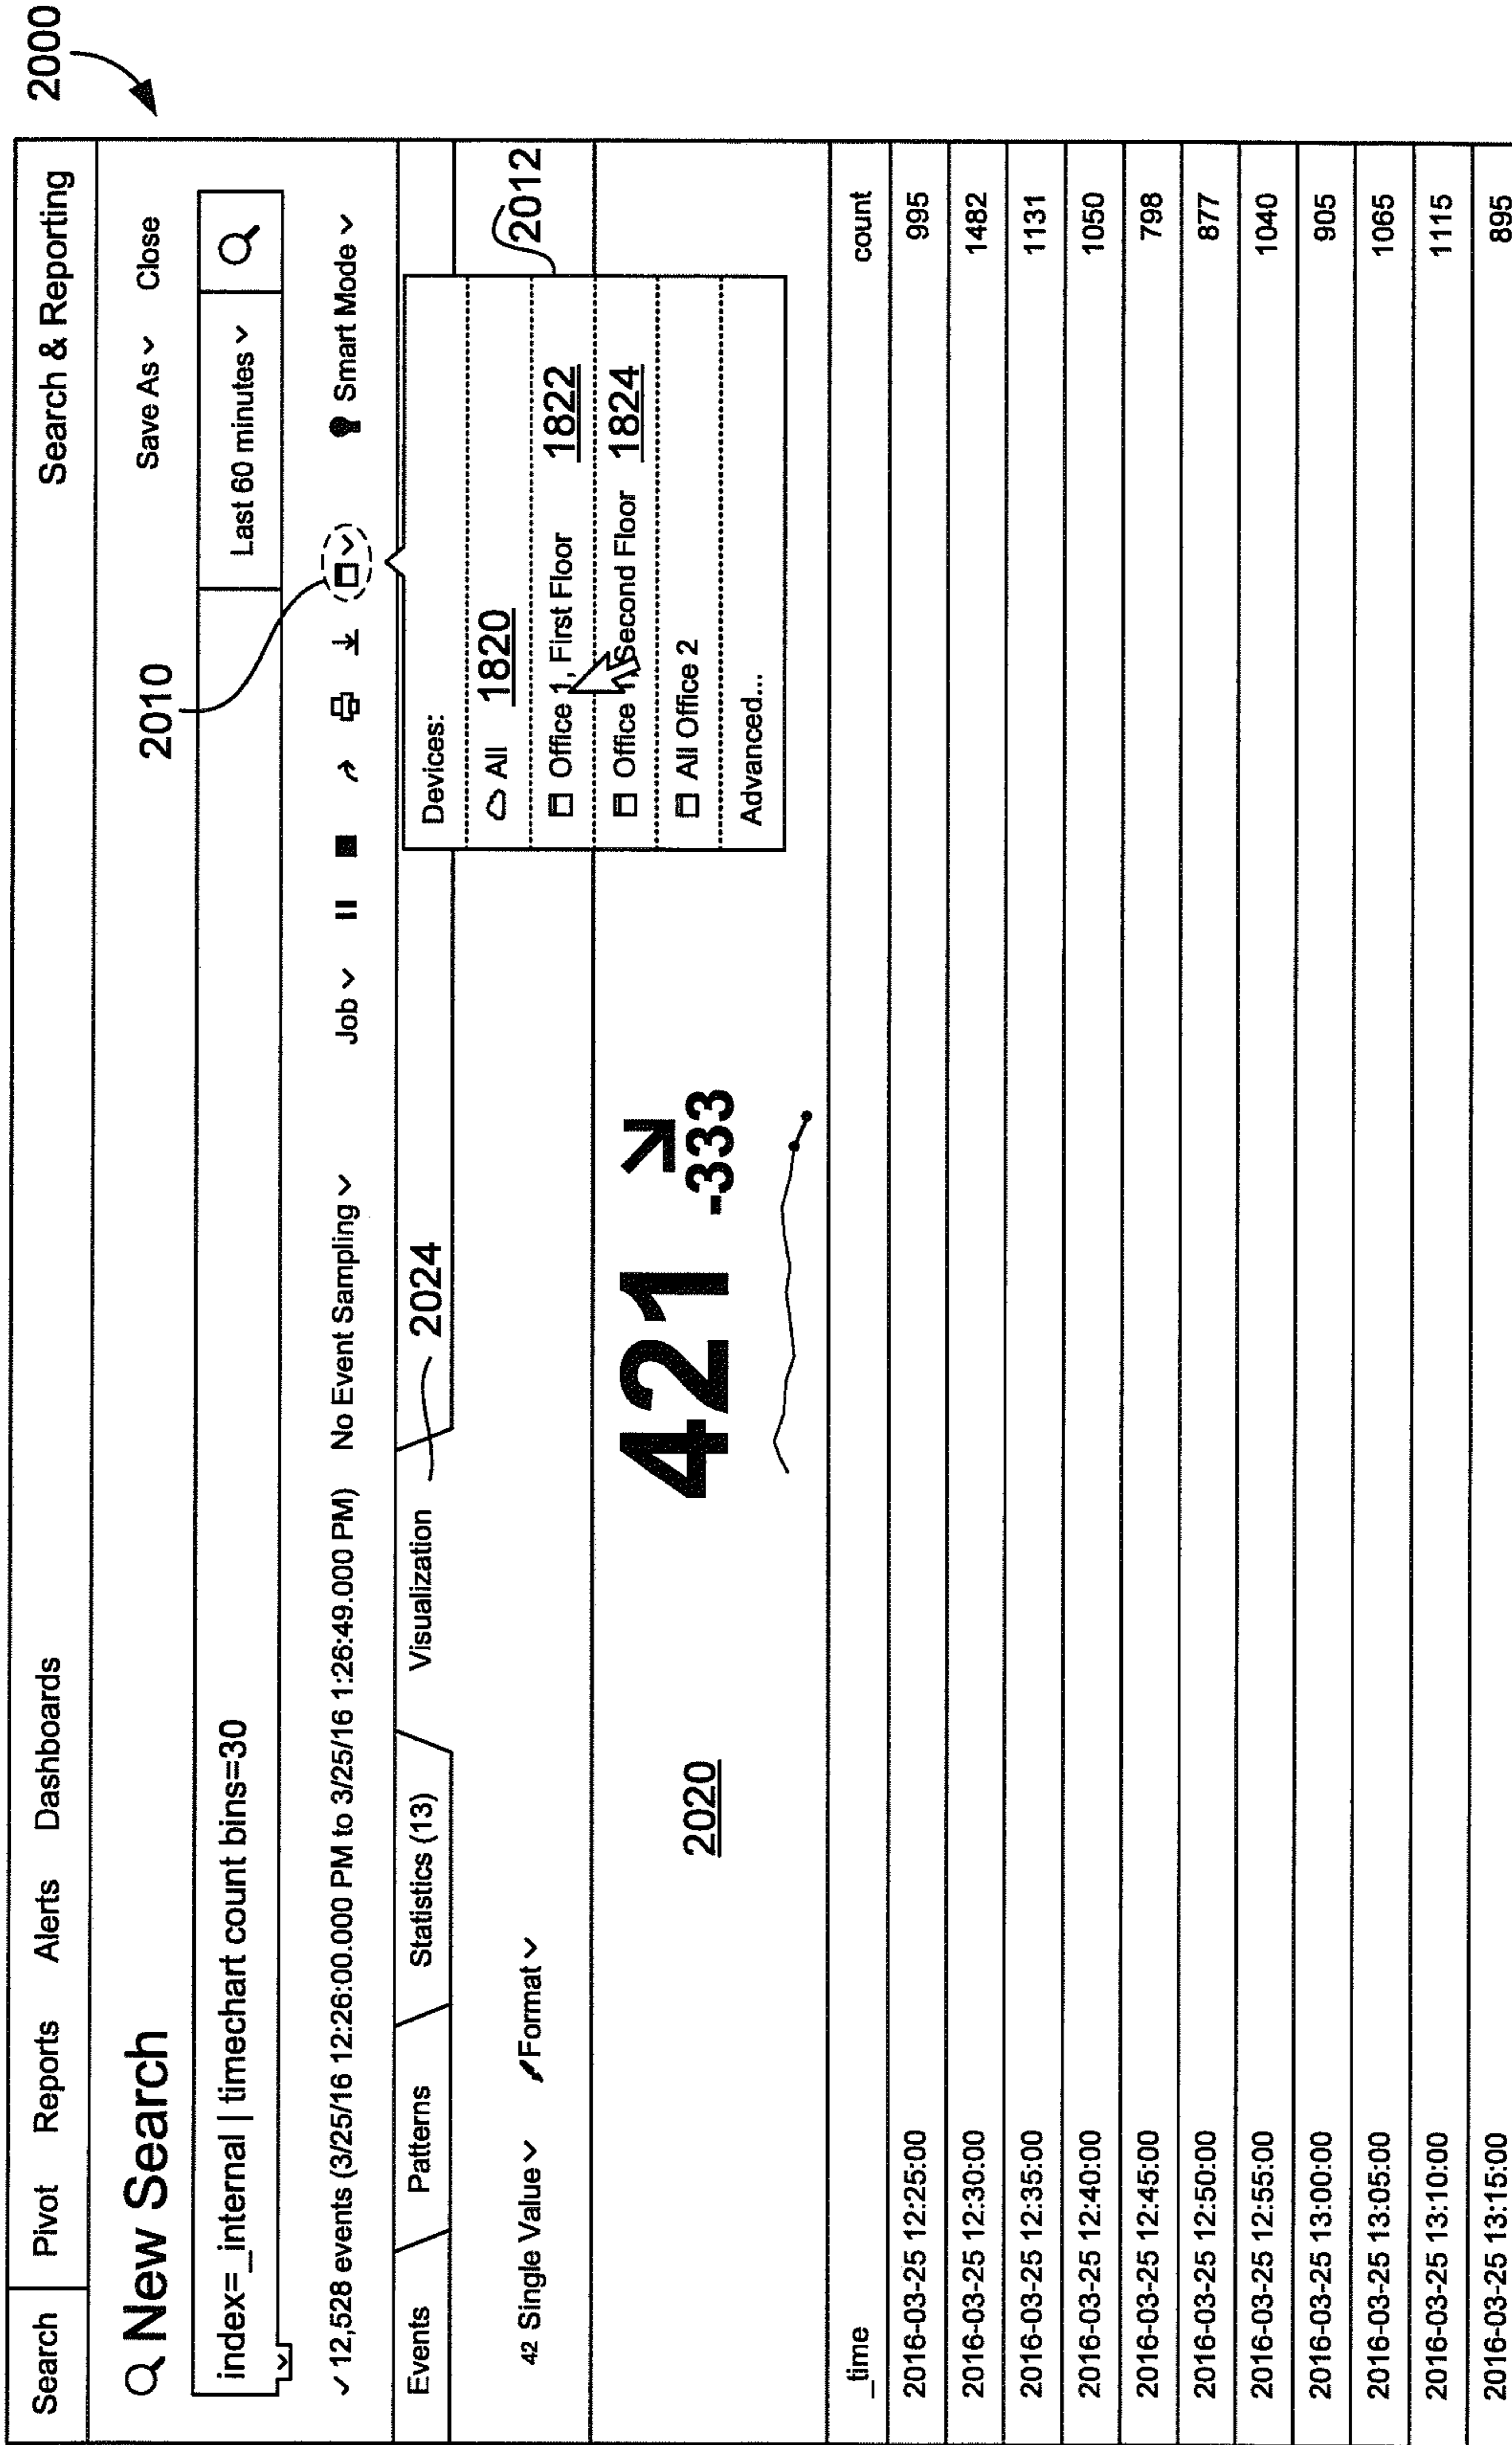 2000
Search Pivot Reports Alerts Dashboards Search & Reporting
New Search Save As Close
2010
index=_internal | timechart count bins=30 Last 60 minutes
12,528 events (3/25/16 12:26:00.000 PM to 3/25/16 1:26:49.000 PM) No Event Sampling Job Smart Mode
Events Patterns Statistics (13) Visualization 2024
Devices:
All 1820
2012
42 Single Value Format
Office 1, First Floor 1822
Office 1, Second Floor 1824
All Office 2
Advanced...
2020
421 -333
_time count
2016-03-25 12:25:00 995
2016-03-25 12:30:00 1482
2016-03-25 12:35:00 1131
2016-03-25 12:40:00 1050
2016-03-25 12:45:00 798
2016-03-25 12:50:00 877
2016-03-25 12:55:00 1040
2016-03-25 13:00:00 905
2016-03-25 13:05:00 1065
2016-03-25 13:10:00 1115
2016-03-25 13:15:00 895